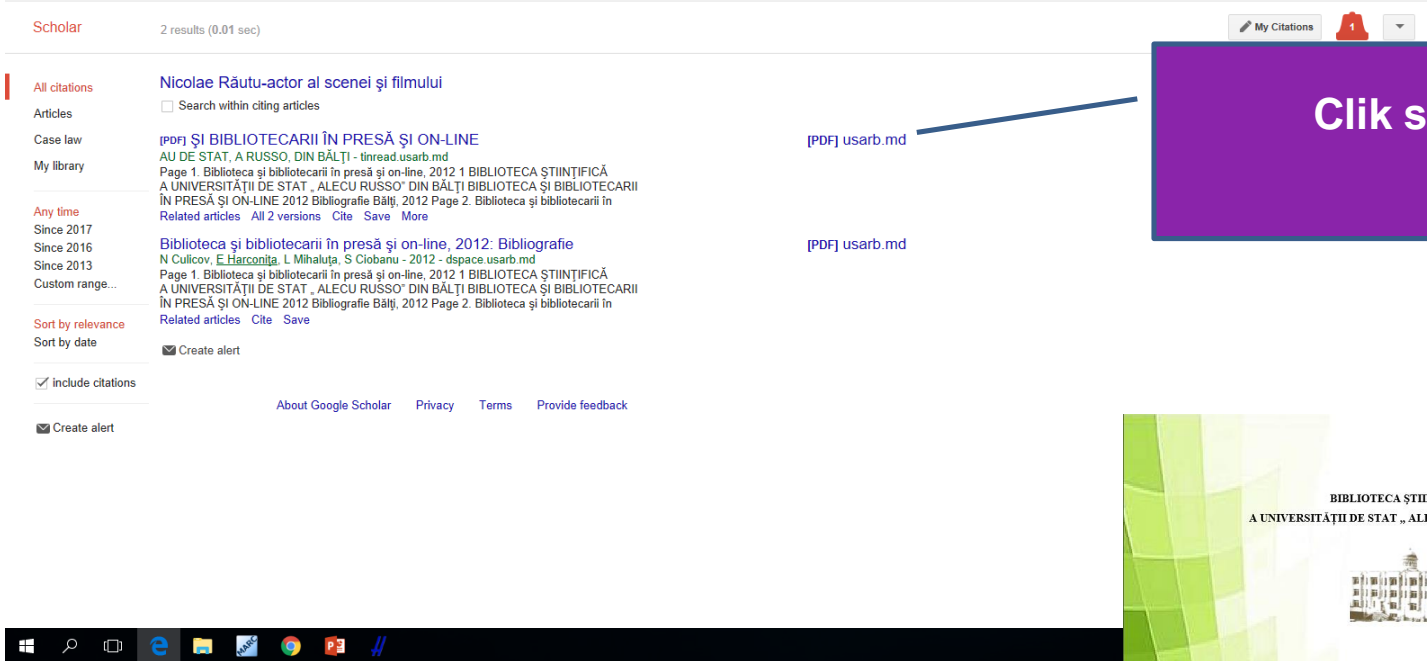 Scholar
2 results (0.01 sec)
My Citations
1
Clik s
All citations
Articles
Case law
My library
Any time
Since 2017
Since 2016
Since 2013
Custom range...
Sort by relevance
Sort by date
include citations
Create alert
Nicolae Răutu-actor al scenei şi filmului
Search within citing articles
[PDF] ŞI BIBLIOTECARII ÎN PRESĂ ŞI ON-LINE
[PDF] usarb.md
AU DE STAT, A RUSSO, DIN BĂLŢI - tinread.usarb.md
Page 1. Biblioteca şi bibliotecarii în presă şi on-line, 2012 1 BIBLIOTECA ŞTIINŢIFICĂ
A UNIVERSITĂŢII DE STAT „ ALECU RUSSO" DIN BĂLŢI BIBLIOTECA ŞI BIBLIOTECARII
ÎN PRESĂ ŞI ON-LINE 2012 Bibliografie Bălţi, 2012 Page 2. Biblioteca şi bibliotecarii în
Related articles All 2 versions Cite Save More
Biblioteca şi bibliotecarii în presă şi on-line, 2012: Bibliografie
[PDF] usarb.md
N Culicov, E Harconiţa, L Mihaluţa, S Ciobanu - 2012 - dspace.usarb.md
Page 1. Biblioteca şi bibliotecarii în presă şi on-line, 2012 1 BIBLIOTECA ŞTIINŢIFICĂ
A UNIVERSITĂŢII DE STAT „ ALECU RUSSO" DIN BĂLŢI BIBLIOTECA ŞI BIBLIOTECARII
ÎN PRESĂ ŞI ON-LINE 2012 Bibliografie Bălţi, 2012 Page 2. Biblioteca şi bibliotecarii în
Related articles Cite Save
Create alert
About Google Scholar Privacy Terms Provide feedback
BIBLIOTECA ŞTII
A UNIVERSITĂŢII DE STAT „ AL
MARC